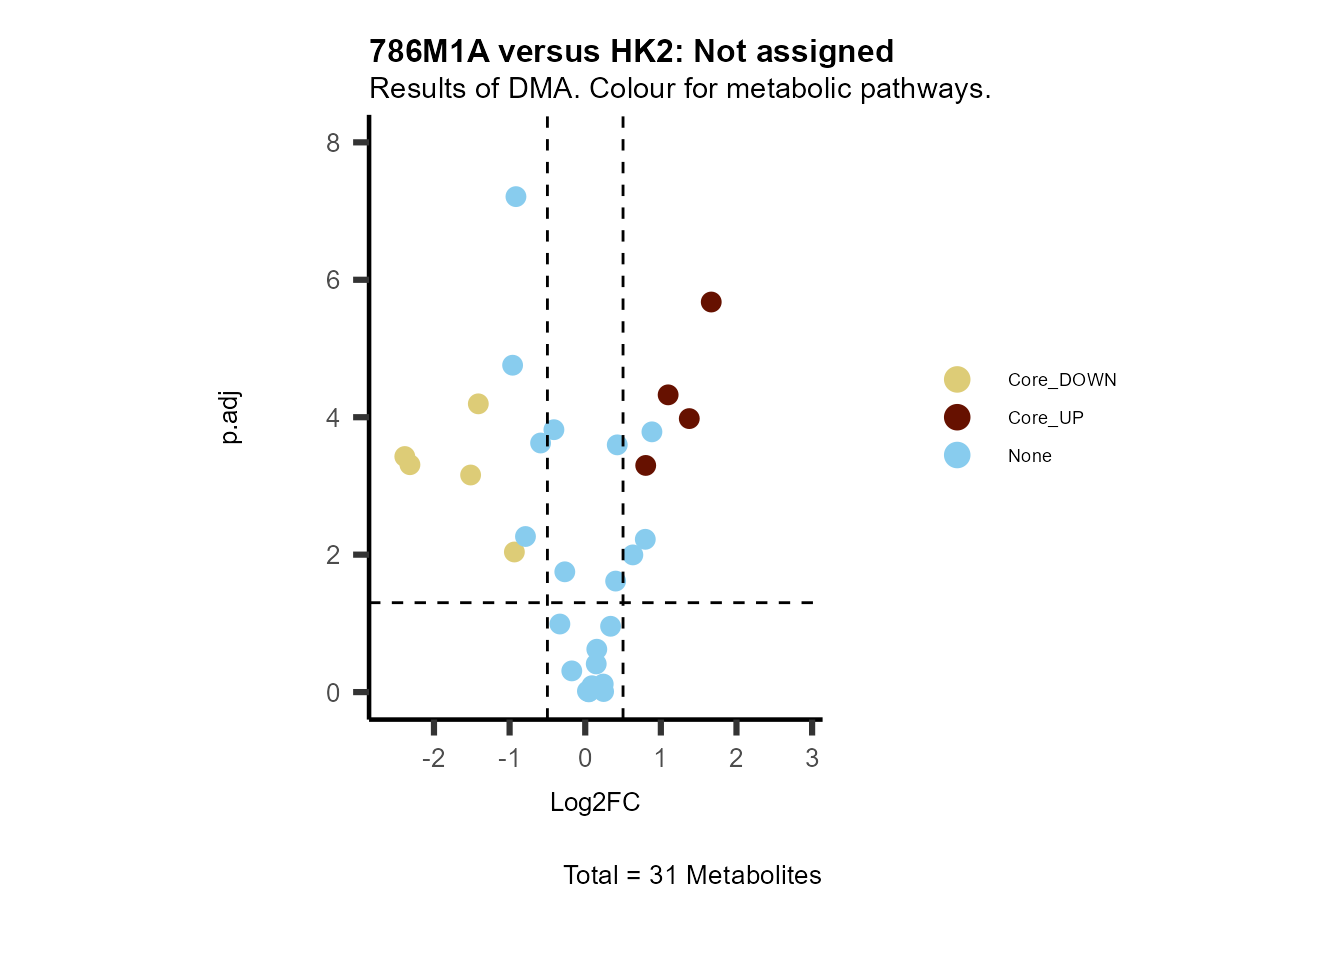 786M1A versus HK2: Not assigned
Results of DMA. Colour for metabolic pathways.
8
6
4
2
0
p.adj
-2 -1 0 1 2 3
Log2FC
Core_DOWN
Core_UP
None
Total = 31 Metabolites